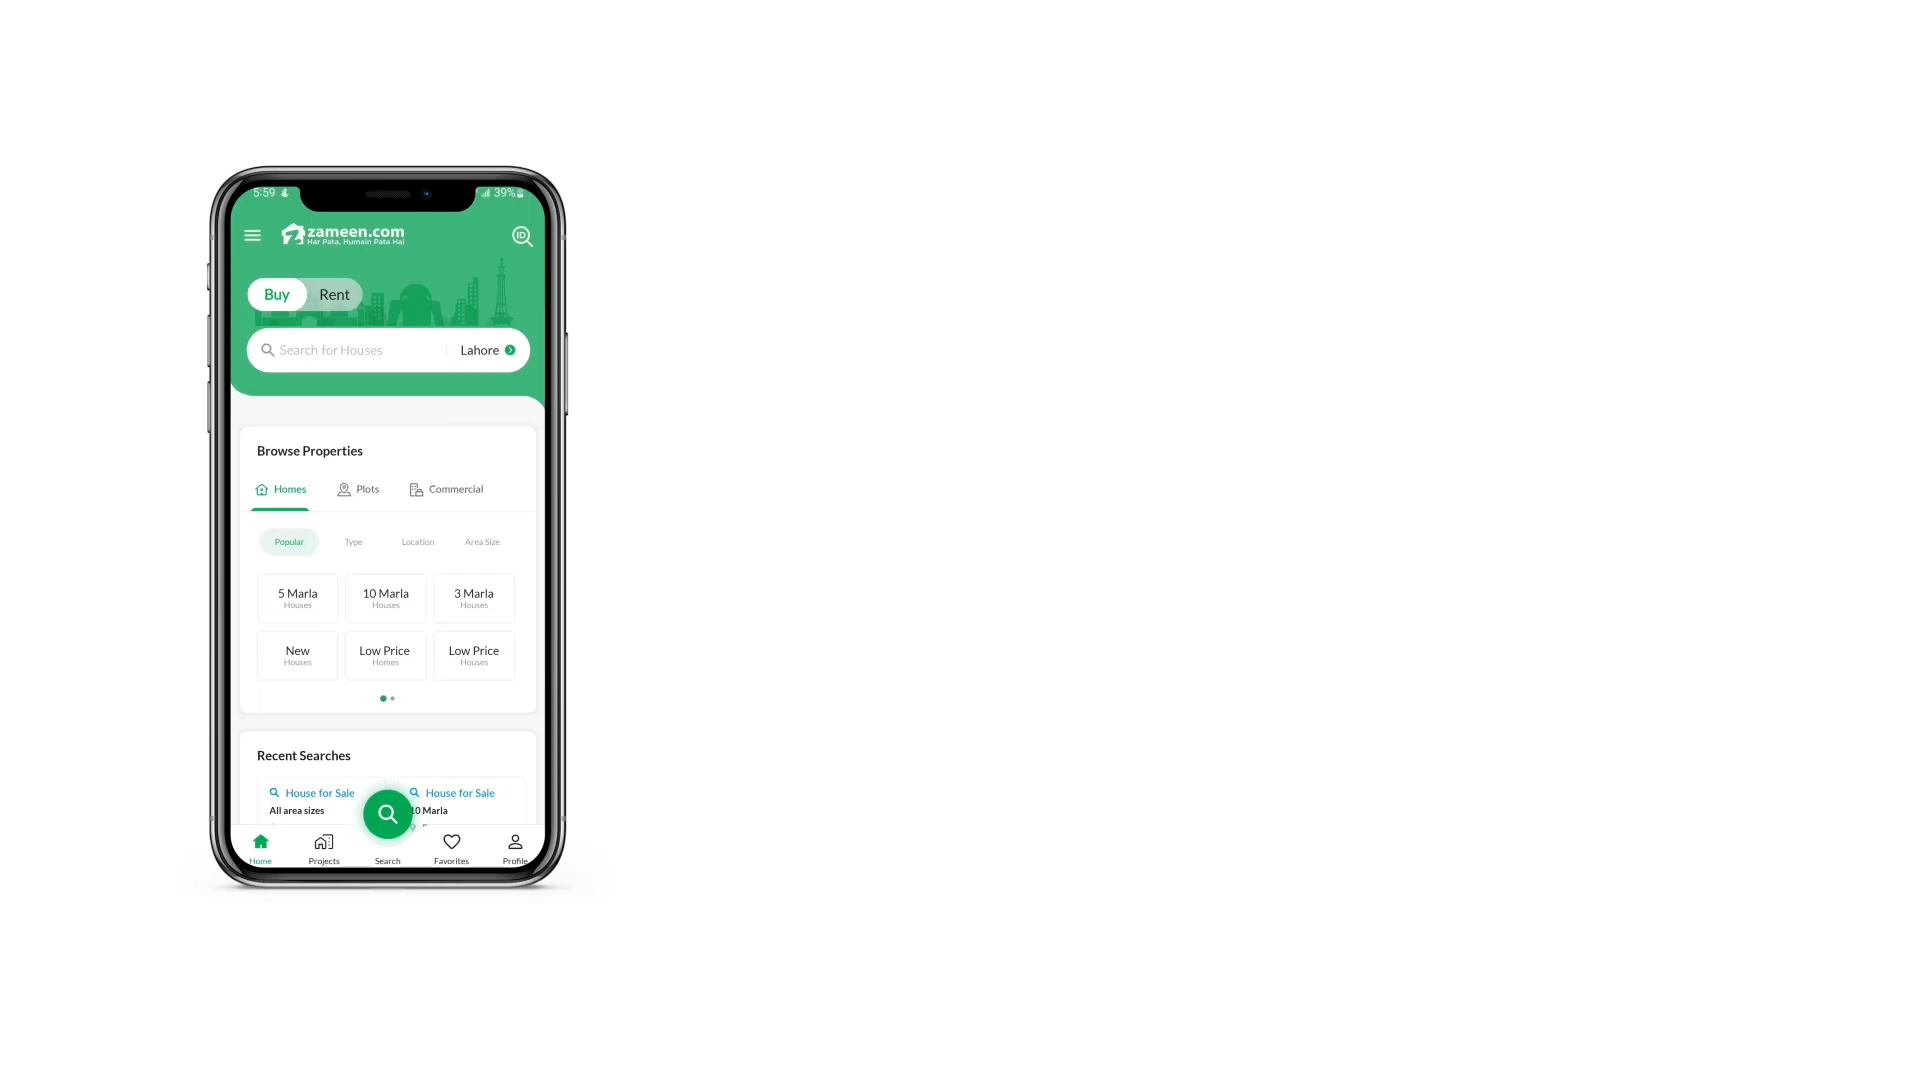 5:59
39%
zameen.com
Har Pata, Humain Pata Hai
ID
Buy Rent
Search for Houses Lahore
Browse Properties
Homes Plots Commercial
Popular Type Location Area Size
5 Marla 10 Marla 3 Marla
Houses Houses Houses
New Low Price Low Price
Houses Homes Houses
Recent Searches
House for Sale House for Sale
All area sizes 10 Marla
Home Projects Search Favorites Profile